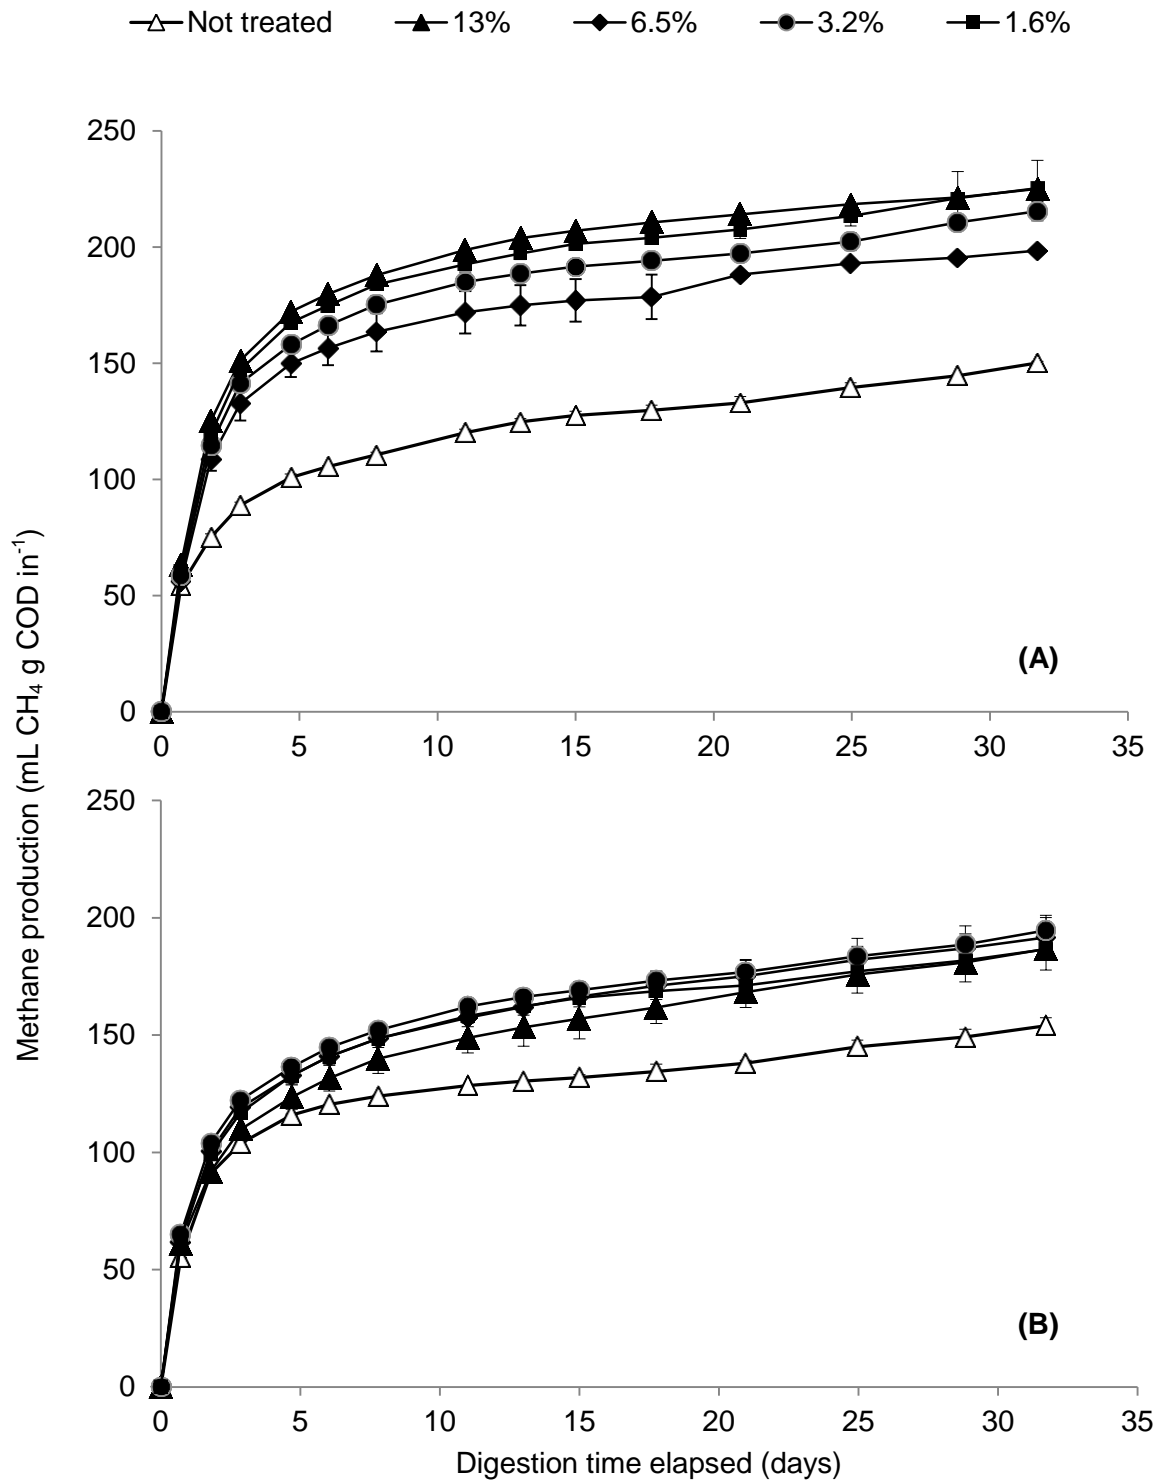 Not treated 13% 6.5% 3.2% 1.6%
250
200
150
100
50
0
(A)
0 5 10 15 20 25 30 35
Methane production (mL CH₄ g COD in⁻¹)
250
200
150
100
50
0
(B)
0 5 10 15 20 25 30 35
Digestion time elapsed (days)